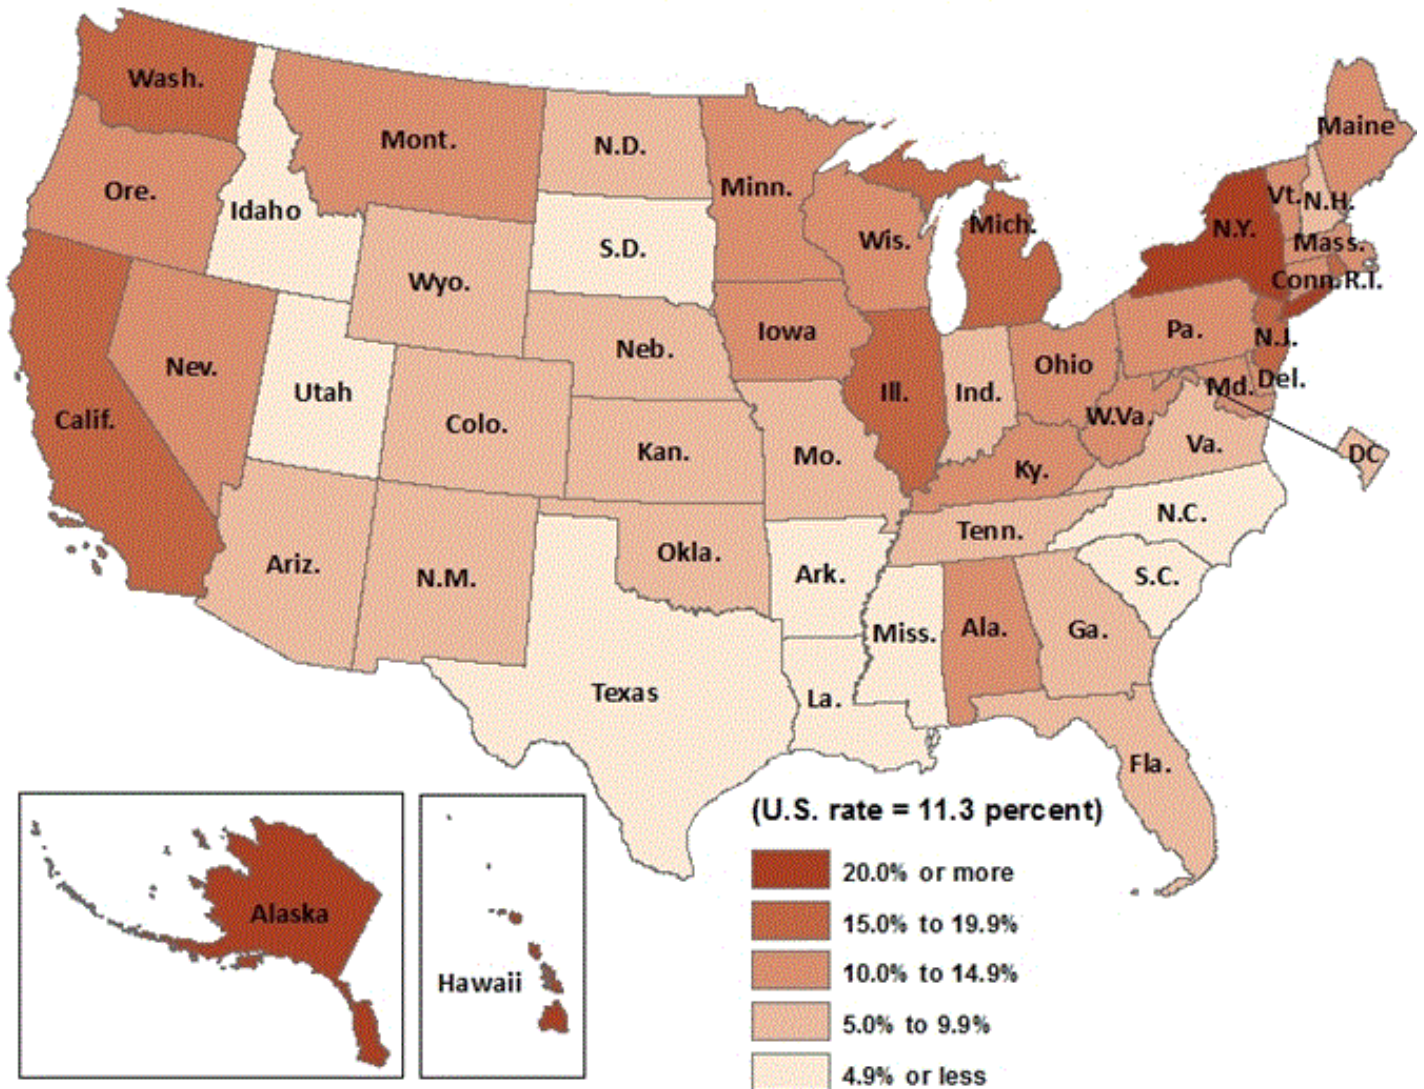 Wash.
Mont.
N.D.
Minn.
Maine
Ore.
Idaho
S.D.
Wis.
Mich.
Vt.
N.H.
N.Y.
Mass.
Wyo.
Conn.
R.I.
Nev.
Utah
Neb.
Iowa
Ill.
Ind.
Ohio
Pa.
N.J.
Calif.
Colo.
Kan.
Mo.
Ky.
W.Va.
Md.
Del.
Va.
DC
Ariz.
N.M.
Okla.
Ark.
Tenn.
N.C.
S.C.
Texas
La.
Miss.
Ala.
Ga.
Fla.
Alaska
Hawaii
(U.S. rate = 11.3 percent)
20.0% or more
15.0% to 19.9%
10.0% to 14.9%
5.0% to 9.9%
4.9% or less